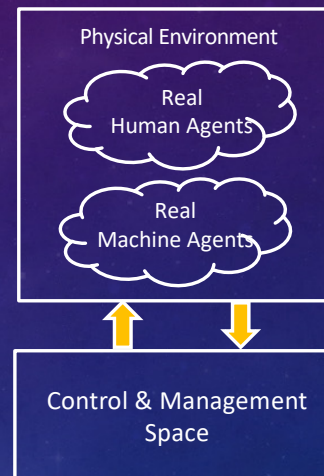 Physical Environment
Real
Human Agents
Real
Machine Agents
Control & Management
Space